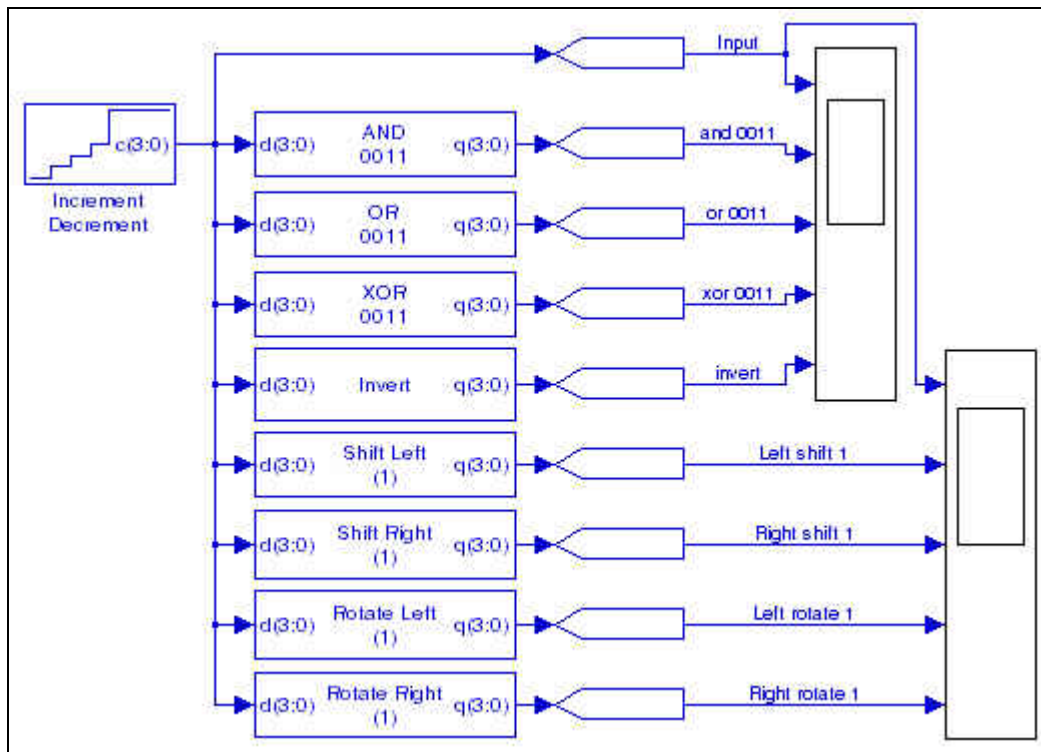 Input
c(3:0)
Increment
Decrement
d(3:0)
AND
0011
q(3:0)
and 0011
d(3:0)
OR
0011
q(3:0)
or 0011
d(3:0)
XOR
0011
q(3:0)
xor 0011
d(3:0)
Invert
q(3:0)
invert
d(3:0)
Shift Left
(1)
q(3:0)
Left shift 1
d(3:0)
Shift Right
(1)
q(3:0)
Right shift 1
d(3:0)
Rotate Left
(1)
q(3:0)
Left rotate 1
d(3:0)
Rotate Right
(1)
q(3:0)
Right rotate 1